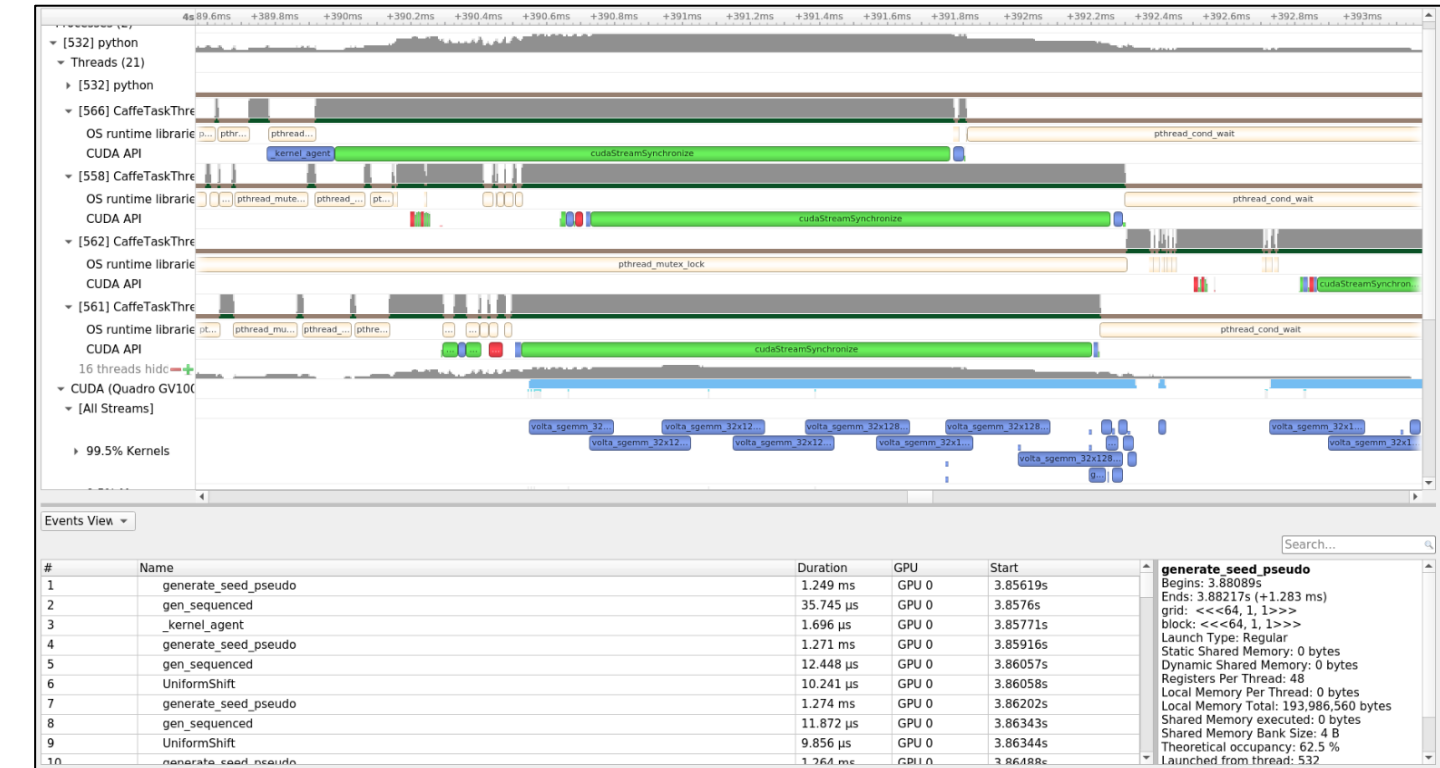 4s 89.6ms +389.8ms +390ms +390.2ms +390.4ms +390.6ms +390.8ms +391ms +391.2ms +391.4ms +391.6ms +391.8ms +392ms +392.2ms +392.4ms +392.6ms +392.8ms +393ms
[532] python
Threads (21)
[532] python
[566] CaffeTaskThre
OS runtime librarie p... pthr... pthread... pthread_cond_wait
CUDA API _kernel_agent cudaStreamSynchronize
[558] CaffeTaskThre
OS runtime librarie ... pthread_mute... pthread_... pt... pthread_cond_wait
CUDA API cudaStreamSynchronize
[562] CaffeTaskThre
OS runtime librarie pthread_mutex_lock
CUDA API cudaStreamSynchron...
[561] CaffeTaskThre
OS runtime librarie pt... pthread_mu... pthread_... pthre... ... ... pthread_cond_wait
CUDA API cudaStreamSynchronize
16 threads hidd
CUDA (Quadro GV100
[All Streams]
volta_sgemm_32... volta_sgemm_32x12... volta_sgemm_32x128... volta_sgemm_32x128... volta_sgemm_32x1...
99.5% Kernels volta_sgemm_32x12... volta_sgemm_32x12... volta_sgemm_32x1... volta_sgemm_32x1
volta_sgemm_32x128...
g...
Events View
Search...
# Name Duration GPU Start
1 generate_seed_pseudo 1.249 ms GPU 0 3.85619s
2 gen_sequenced 35.745 μs GPU 0 3.8576s
3 _kernel_agent 1.696 μs GPU 0 3.85771s
4 generate_seed_pseudo 1.271 ms GPU 0 3.85916s
5 gen_sequenced 12.448 μs GPU 0 3.86057s
6 UniformShift 10.241 μs GPU 0 3.86058s
7 generate_seed_pseudo 1.274 ms GPU 0 3.86202s
8 gen_sequenced 11.872 μs GPU 0 3.86343s
9 UniformShift 9.856 μs GPU 0 3.86344s
10 generate_seed_pseudo 1.264 ms GPU 0 3.86488s
generate_seed_pseudo
Begins: 3.88089s
Ends: 3.88217s (+1.283 ms)
grid: <<<64, 1, 1>>>
block: <<<64, 1, 1>>>
Launch Type: Regular
Static Shared Memory: 0 bytes
Dynamic Shared Memory: 0 bytes
Registers Per Thread: 48
Local Memory Per Thread: 0 bytes
Local Memory Total: 193,986,560 bytes
Shared Memory executed: 0 bytes
Shared Memory Bank Size: 4 B
Theoretical occupancy: 62.5 %
Launched from thread: 532